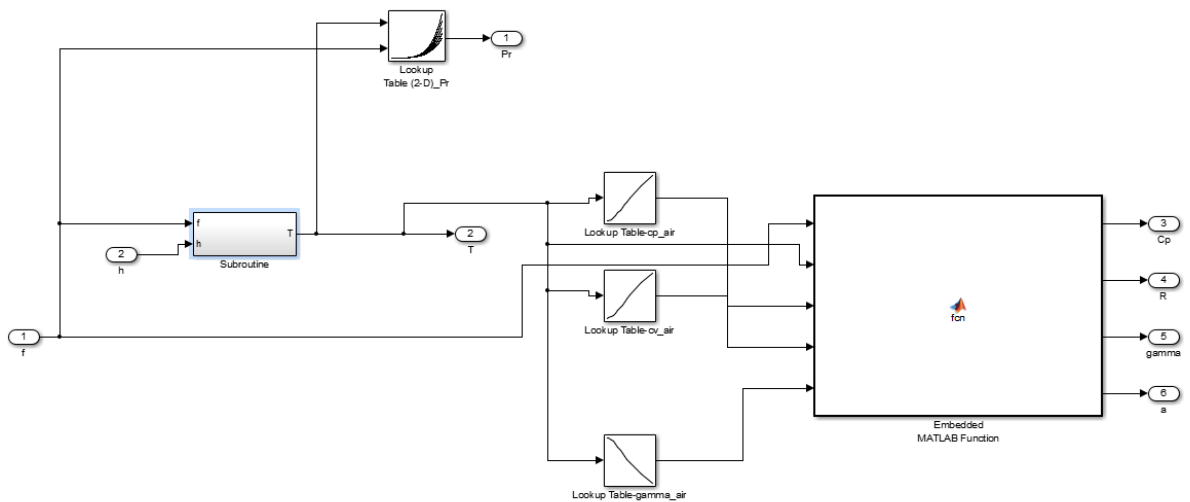 1
Pr
Lookup
Table (2-D)_Pr
Lookup Table-cp_air
f
h
T
Subroutine
2
h
2
T
3
Cp
Lookup Table-cv_air
4
R
fcn
1
f
5
gamma
6
a
Embedded
MATLAB Function
Lookup Table-gamma_air